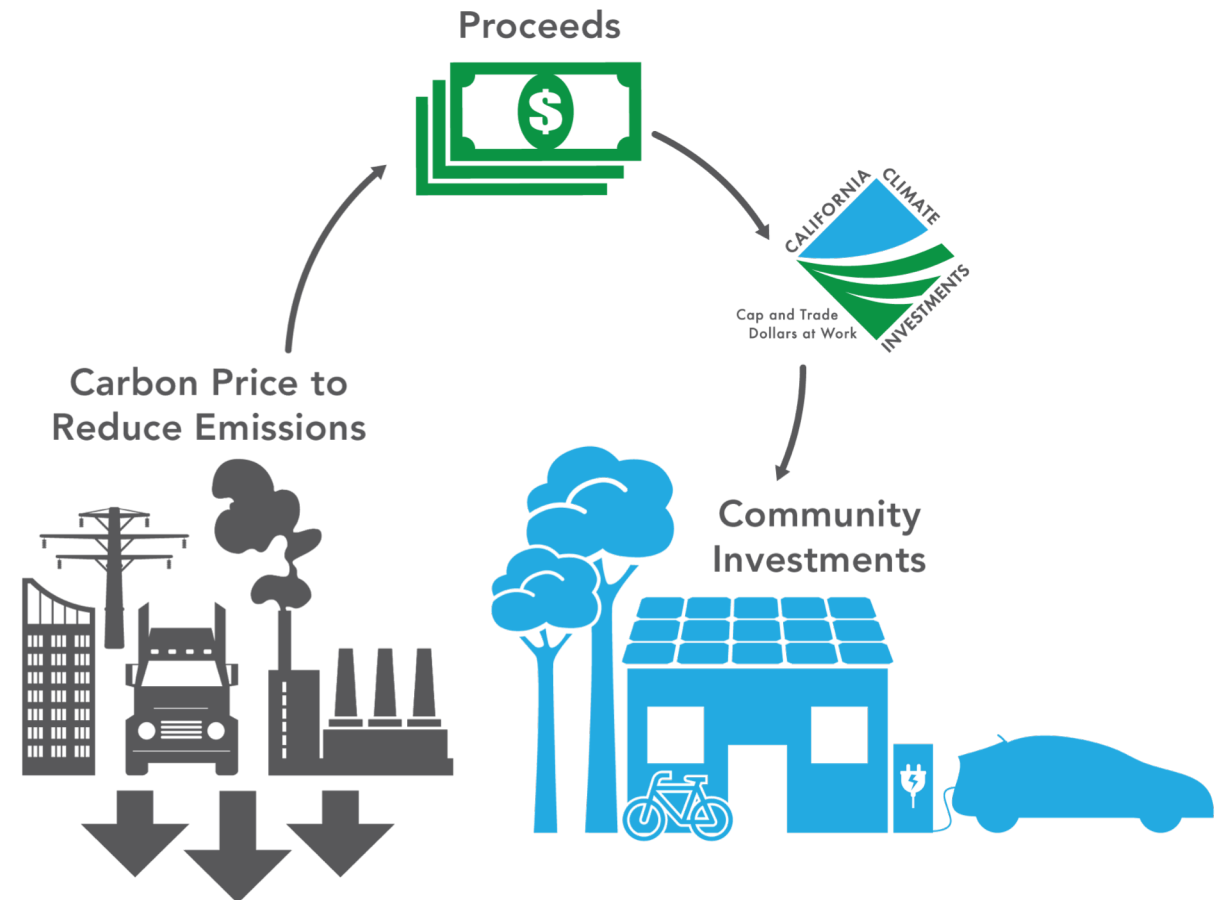 Proceeds
$
CALIFORNIA
CLIMATE
INVESTMENTS
Cap and Trade
Dollars at Work
Carbon Price to
Reduce Emissions
Community
Investments